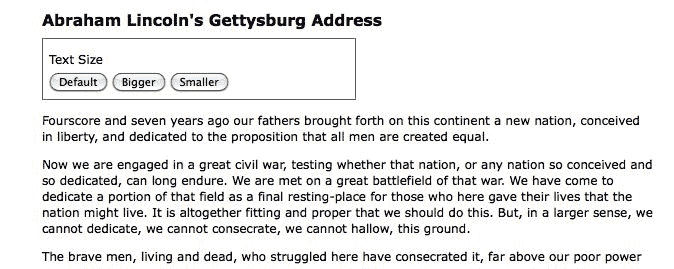 Abraham Lincoln's Gettysburg Address
Text Size
Default Bigger Smaller
Fourscore and seven years ago our fathers brought forth on this continent a new nation, conceived
in liberty, and dedicated to the proposition that all men are created equal.
Now we are engaged in a great civil war, testing whether that nation, or any nation so conceived and
so dedicated, can long endure. We are met on a great battlefield of that war. We have come to
dedicate a portion of that field as a final resting-place for those who here gave their lives that the
nation might live. It is altogether fitting and proper that we should do this. But, in a larger sense, we
cannot dedicate, we cannot consecrate, we cannot hallow, this ground.
The brave men, living and dead, who struggled here have consecrated it, far above our poor power